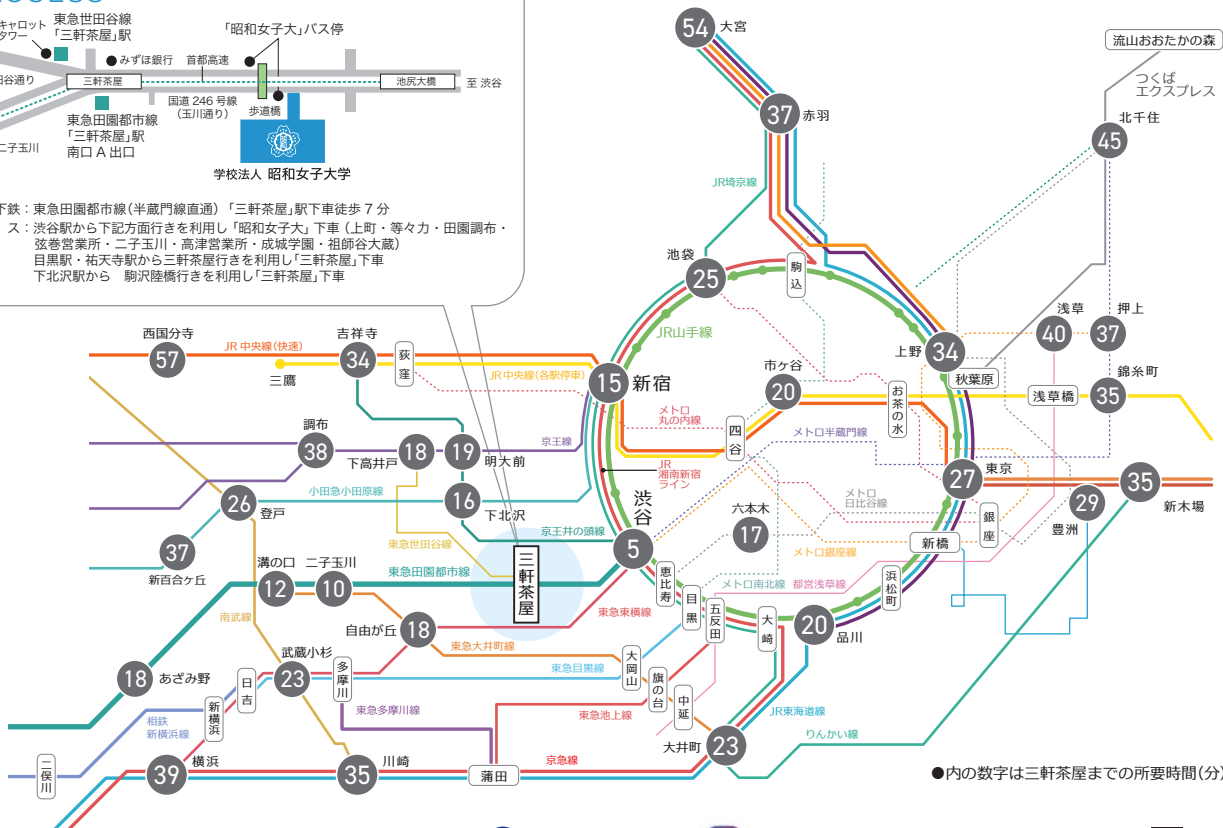 キャロット
タワー
東急世田谷線
「三軒茶屋」駅
「昭和女子大」バス停
みずほ銀行
首都高速
三軒茶屋
池尻大橋
至 渋谷
国道 246 号線
(玉川通り)
歩道橋
東急田園都市線
「三軒茶屋」駅
南口 A 出口
二子玉川
学校法人 昭和女子大学
下鉄：東急田園都市線(半蔵門線直通)「三軒茶屋」駅下車徒歩 7 分
ス：渋谷駅から下記方面行きを利用し「昭和女子大」下車（上町・等々力・田園調布・
弦巻営業所・二子玉川・高津営業所・成城学園・祖師谷大蔵）
目黒駅・祐天寺駅から三軒茶屋行きを利用し「三軒茶屋」下車
下北沢駅から　駒沢陸橋行きを利用し「三軒茶屋」下車
54 大宮
流山おおたかの森
つくば
エクスプレス
37 赤羽
北千住
45
JR埼京線
池袋
25
駒込
JR山手線
浅草
40
押上
37
上野 34
秋葉原
西国分寺
57
JR 中央線(快速)
吉祥寺
34
荻窪
三鷹
JR中央線(各駅停車)
15 新宿
市ヶ谷
20
お茶の水
浅草橋
錦糸町
35
メトロ
丸の内線
四谷
メトロ半蔵門線
調布
38
下高井戸
18
19
明大前
京王線
JR
湘南新宿
ライン
27 東京
35
新木場
小田急小田原線
26
登戸
16
下北沢
渋谷
5
メトロ
日比谷線
銀座
29
豊洲
六本木
17
新橋
37
新百合ヶ丘
東急世田谷線
京王井の頭線
メトロ銀座線
溝の口
12
二子玉川
10
東急田園都市線
三軒茶屋
恵比寿
目黒
メトロ南北線
都営浅草線
浜松町
南武線
自由が丘
18
東急東横線
五反田
大崎
20
品川
東急大井町線
武蔵小杉
23
多摩川
東急目黒線
大岡山
旗の台
中延
18
あざみ野
日吉
新横浜
相鉄
新横浜線
東急多摩川線
東急池上線
JR東海道線
りんかい線
大井町
23
二俣川
39
横浜
35
川崎
蒲田
京急線
●内の数字は三軒茶屋までの所要時間(分)